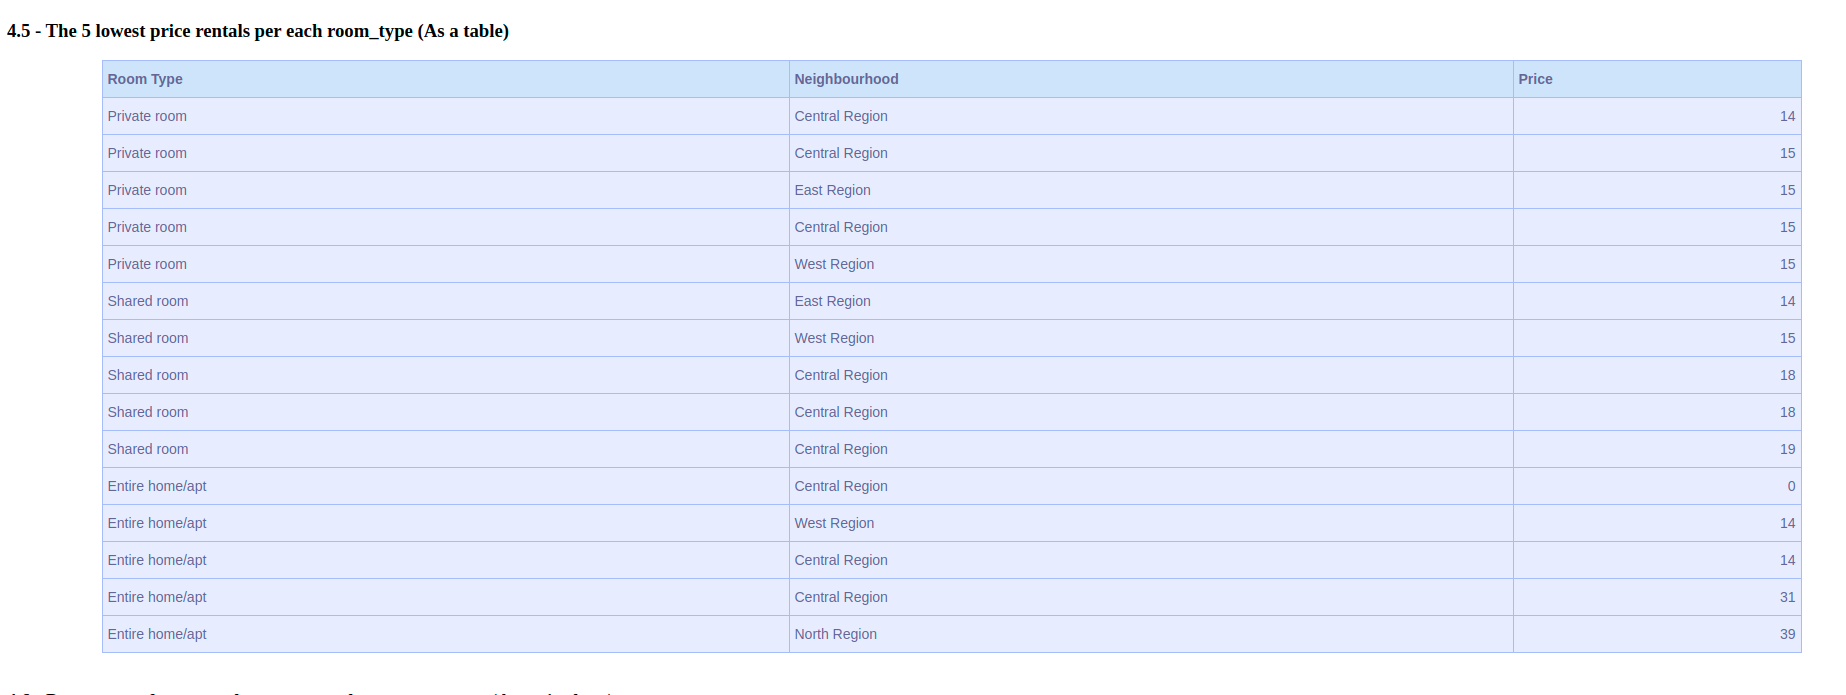 4.5 - The 5 lowest price rentals per each room_type (As a table)
Room Type Neighbourhood Price
Private room Central Region 14
Private room Central Region 15
Private room East Region 15
Private room Central Region 15
Private room West Region 15
Shared room East Region 14
Shared room West Region 15
Shared room Central Region 18
Shared room Central Region 18
Shared room Central Region 19
Entire home/apt Central Region 0
Entire home/apt West Region 14
Entire home/apt Central Region 14
Entire home/apt Central Region 31
Entire home/apt North Region 39